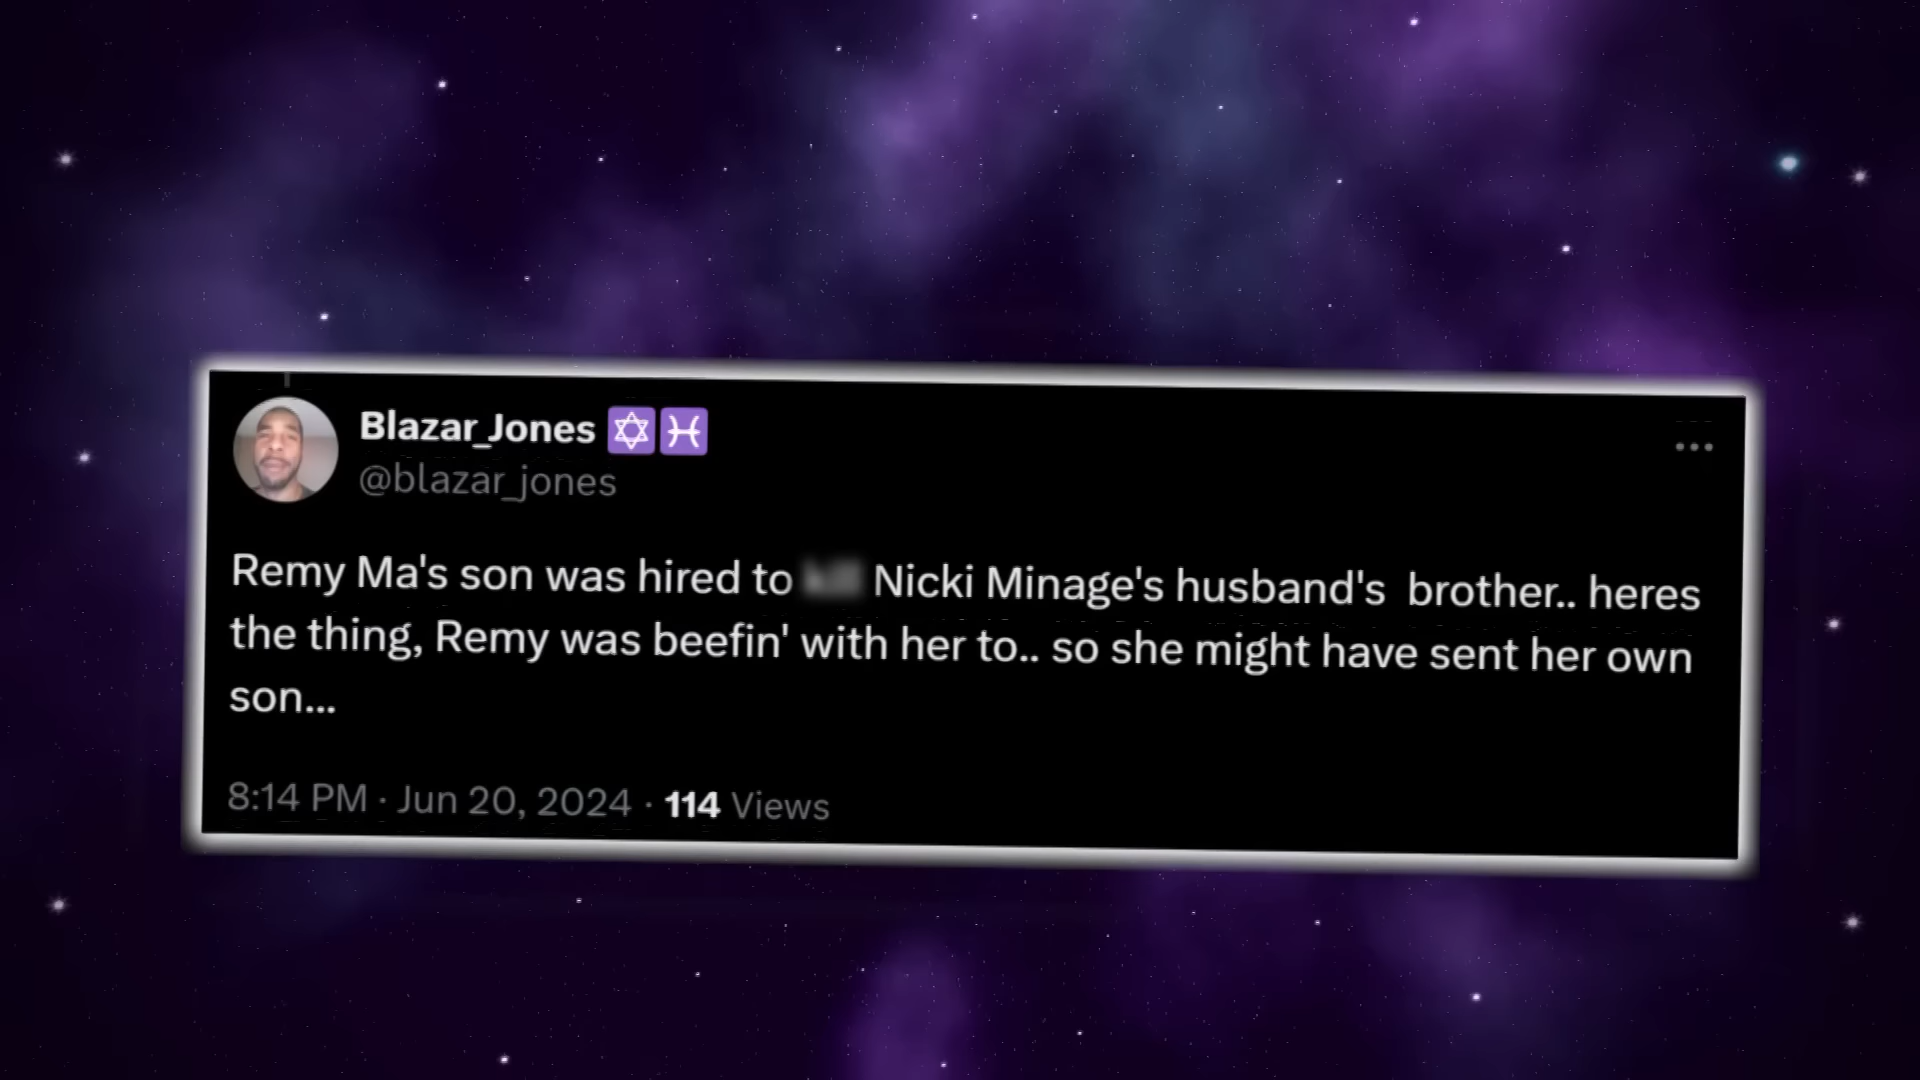 Blazar_Jones ✡️♓
@blazar_jones
Remy Ma's son was hired to Nicki Minage's husband's brother.. heres
the thing, Remy was beefin' with her to.. so she might have sent her own
son...
8:14 PM · Jun 20, 2024 · 114 Views